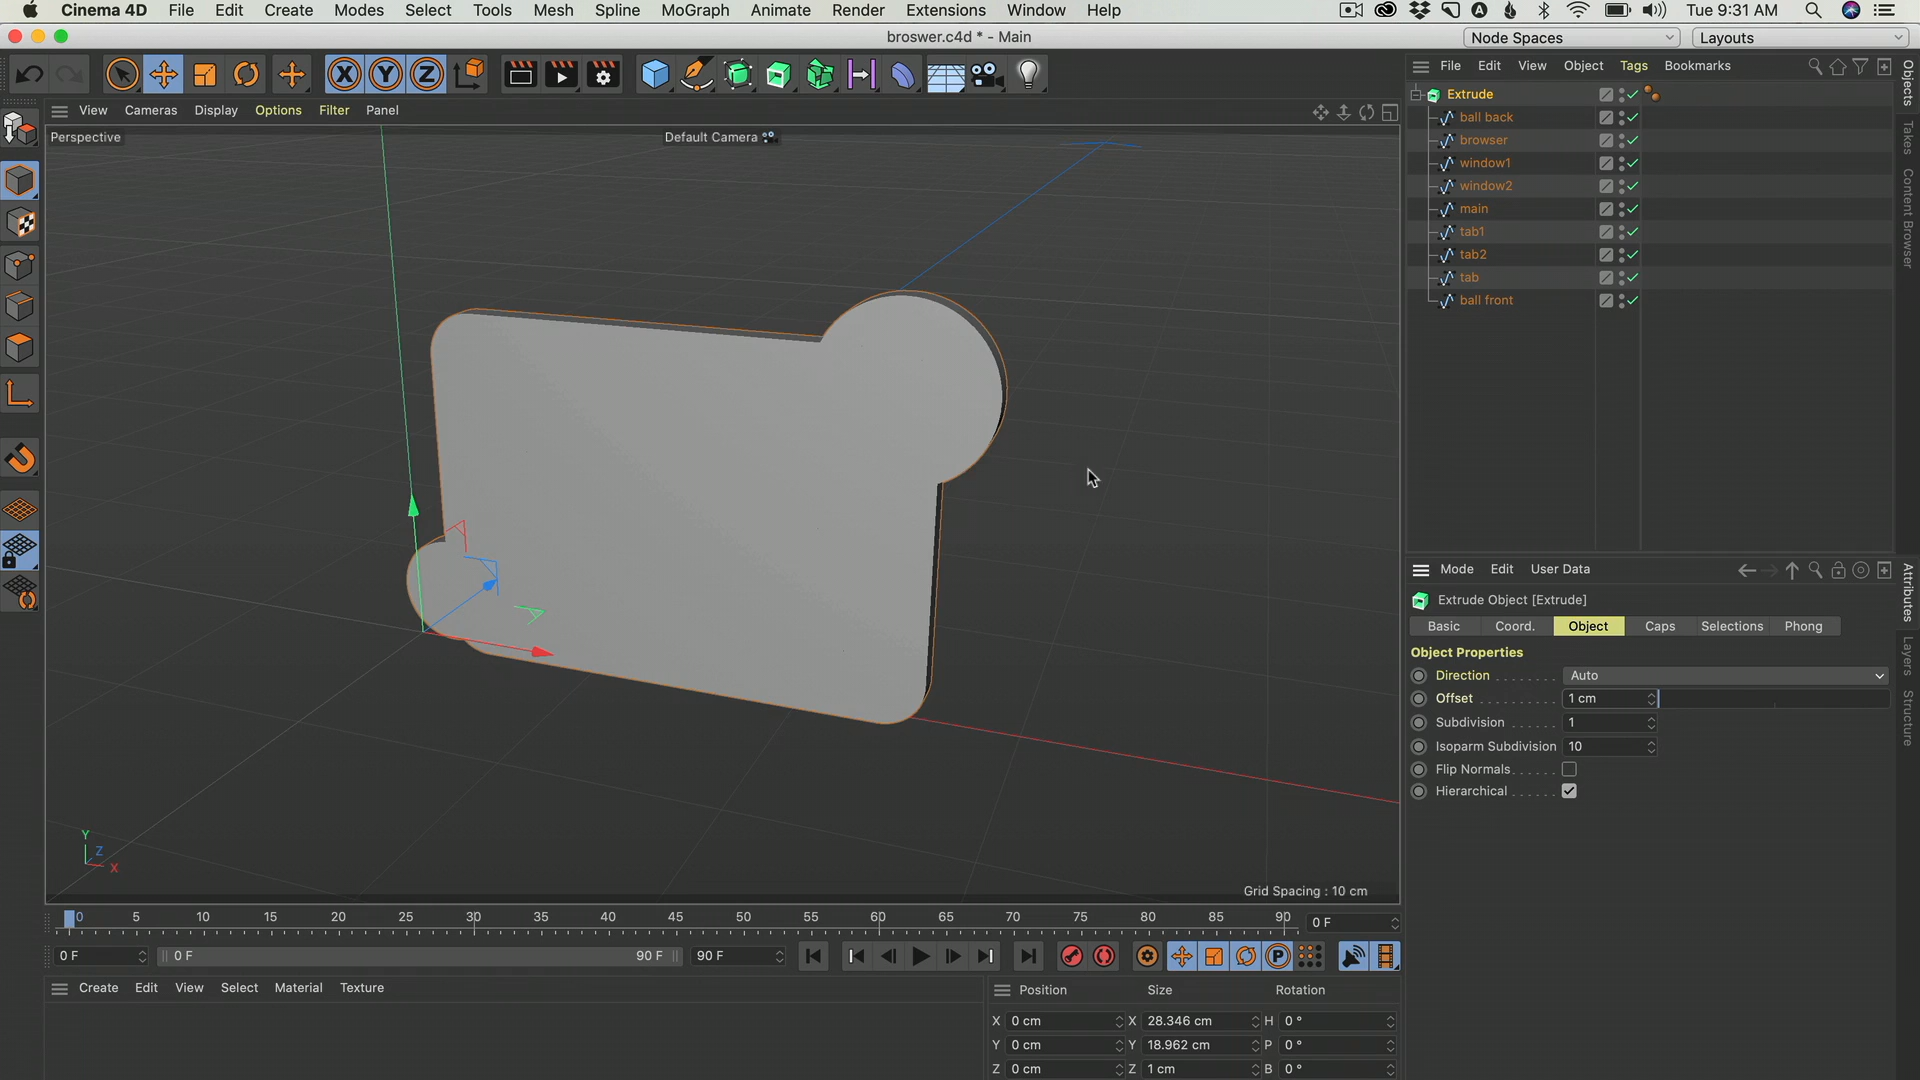 Cinema 4D File Edit Create Modes Select Tools Mesh Spline MoGraph Animate Render Extensions Window Help Tue 9:31 AM
broswer.c4d * - Main
Node Spaces Layouts
File Edit View Object Tags Bookmarks
X Y Z
View Cameras Display Options Filter Panel
Perspective Default Camera
Extrude
ball back
browser
window1
window2
main
tab1
tab2
tab
ball front
Objects
Takes
Content Browser
Y
Z
X
Grid Spacing : 10 cm
Mode Edit User Data
Extrude Object [Extrude]
Basic Coord. Object Caps Selections Phong
Object Properties
Direction Auto
Offset 1 cm
Subdivision 1
Isoparm Subdivision 10
Flip Normals
Hierarchical
Attributes
Layers
Structure
0 5 10 15 20 25 30 35 40 45 50 55 60 65 70 75 80 85 90 0 F
0 F 0 F 90 F 90 F P
Create Edit View Select Material Texture
Position Size Rotation
X 0 cm X 28.346 cm H 0 °
Y 0 cm Y 18.962 cm P 0 °
Z 0 cm Z 1 cm B 0 °